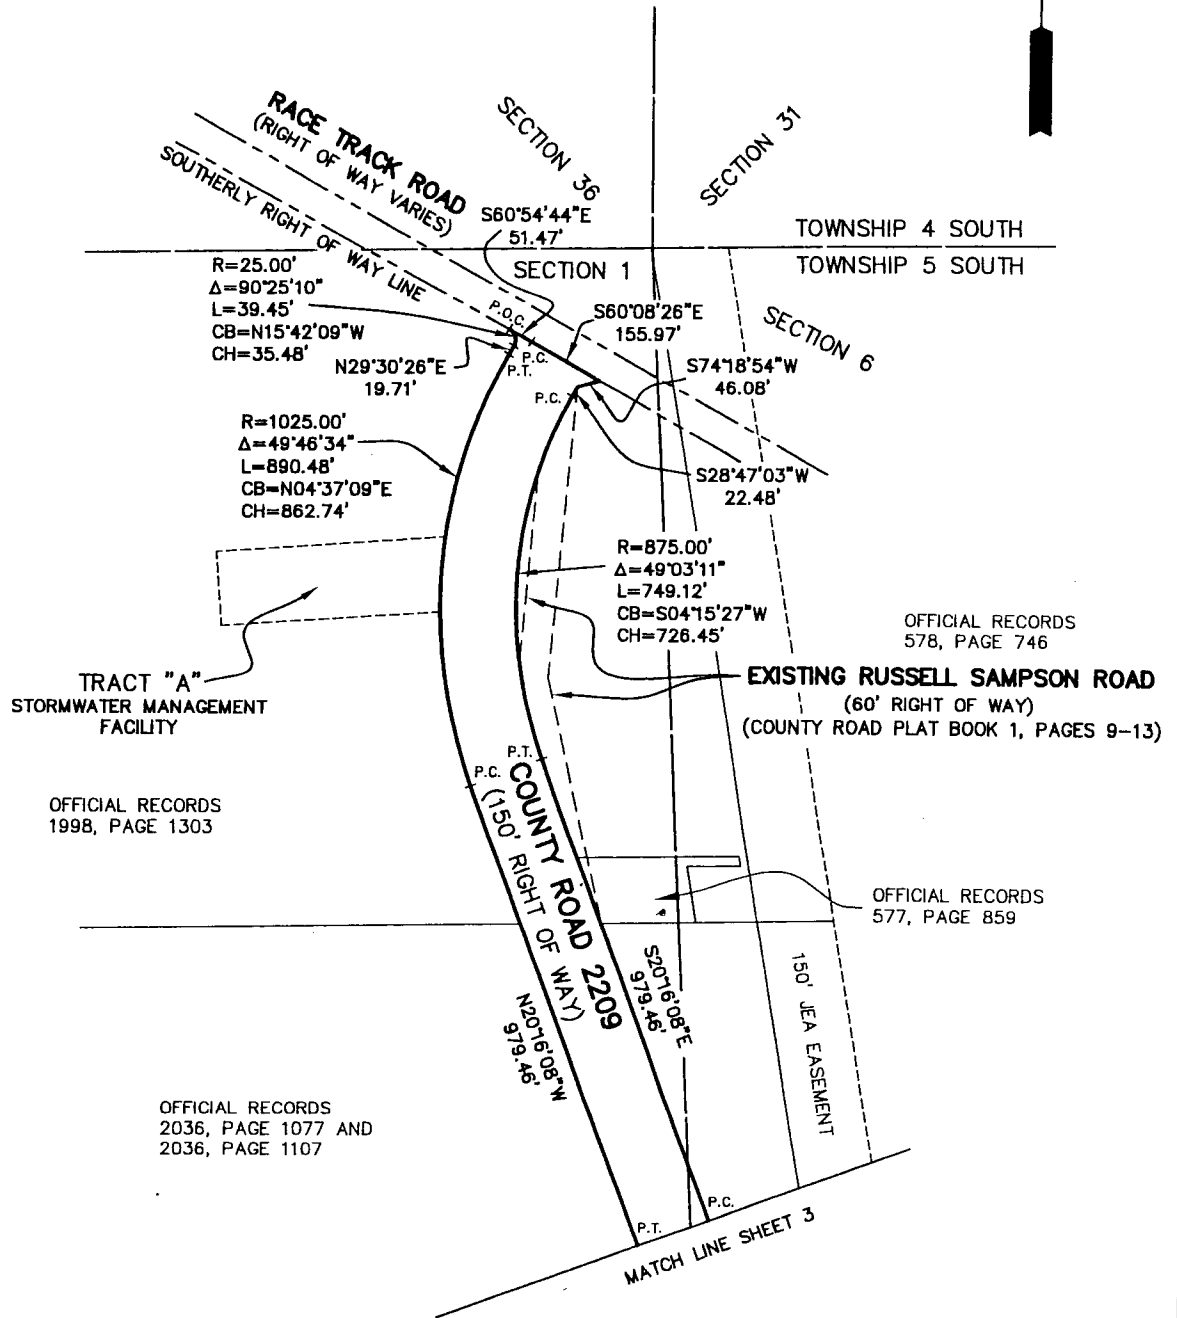 SECTION 36
SECTION 31
RACE TRACK ROAD
(RIGHT OF WAY VARIES)
SOUTHERLY RIGHT OF WAY LINE
S60°54'44"E
51.47'
TOWNSHIP 4 SOUTH
TOWNSHIP 5 SOUTH
SECTION 1
SECTION 6
R=25.00'
Δ=90°25'10"
L=39.45'
CB=N15°42'09"W
CH=35.48'
P.O.C.
S60°08'26"E
155.97'
P.C.
P.T.
N29°30'26"E
19.71'
S74°18'54"W
46.08'
P.C.
R=1025.00'
Δ=49°46'34"
L=890.48'
CB=N04°37'09"E
CH=862.74'
S28°47'03"W
22.48'
R=875.00'
Δ=49°03'11"
L=749.12'
CB=S04°15'27"W
CH=726.45'
OFFICIAL RECORDS
578, PAGE 746
TRACT "A"
STORMWATER MANAGEMENT
FACILITY
EXISTING RUSSELL SAMPSON ROAD
(60' RIGHT OF WAY)
(COUNTY ROAD PLAT BOOK 1, PAGES 9-13)
P.T.
P.C.
COUNTY ROAD 2209
(150' RIGHT OF WAY)
OFFICIAL RECORDS
1998, PAGE 1303
OFFICIAL RECORDS
577, PAGE 859
S20°16'08"E
979.46'
N20°16'08"W
979.46'
150' JEA EASEMENT
OFFICIAL RECORDS
2036, PAGE 1077 AND
2036, PAGE 1107
P.C.
P.T.
MATCH LINE SHEET 3